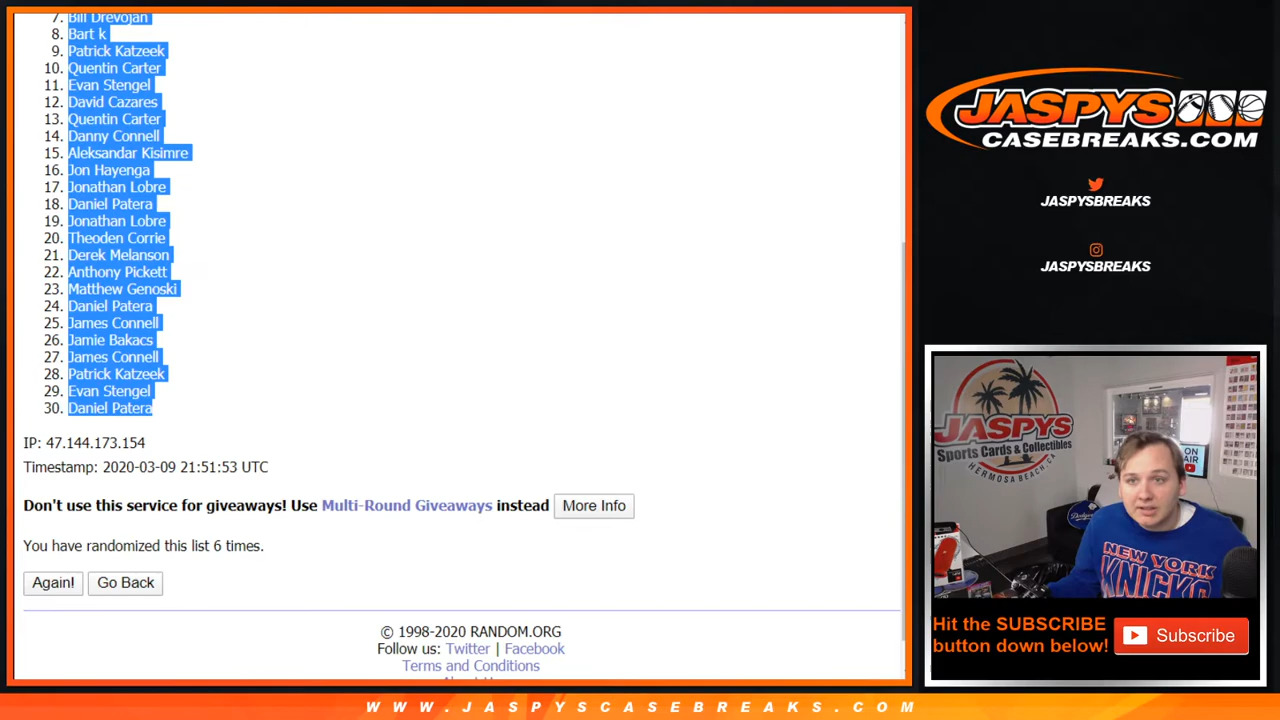 7. Bill Drevojan
8. Bart k
9. Patrick Katzeek
10. Quentin Carter
11. Evan Stengel
12. David Cazares
13. Quentin Carter
14. Danny Connell
15. Aleksandar Kisimre
16. Jon Hayenga
17. Jonathan Lobre
18. Daniel Patera
19. Jonathan Lobre
20. Theoden Corrie
21. Derek Melanson
22. Anthony Pickett
23. Matthew Genoski
24. Daniel Patera
25. James Connell
26. Jamie Bakacs
27. James Connell
28. Patrick Katzeek
29. Evan Stengel
30. Daniel Patera
IP: 47.144.173.154
Timestamp: 2020-03-09 21:51:53 UTC
Don't use this service for giveaways! Use Multi-Round Giveaways instead More Info
You have randomized this list 6 times.
Again! Go Back
© 1998-2020 RANDOM.ORG
Follow us: Twitter | Facebook
Terms and Conditions
JASPYS
CASEBREAKS.COM
JASPYSBREAKS
JASPYSBREAKS
JASPYS
Sports Cards & Collectibles
HERMOSA BEACH, CA
ON
AIR
Dodgers
NEW YORK
KNICKS
Hit the SUBSCRIBE
button down below!
Subscribe
WWW.JASPYSCASEBREAKS.COM